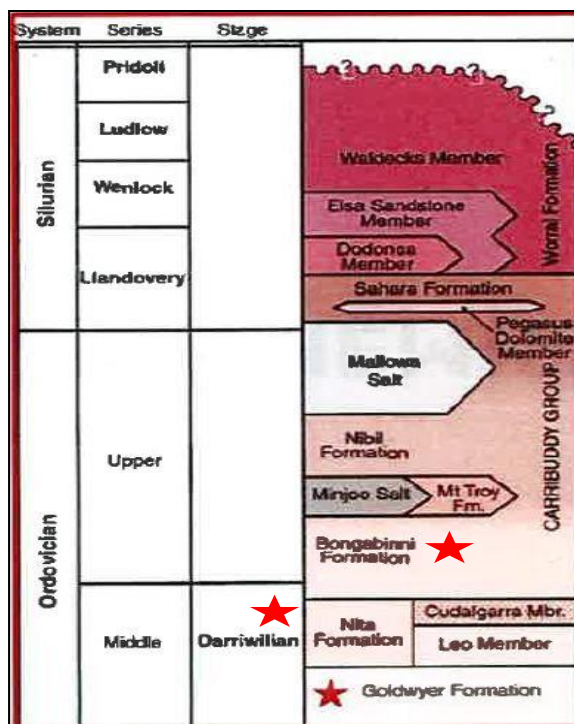 System Series Stage
Pridoli
Ludlow
Wenlock
Llandovery
Silurian
Upper
Middle
Ordovician
Darriwilian
?
?
?
Waldecks Member
Elsa Sandstone
Member
Dodonea
Member
Worral Formation
Sahara Formation
Pegasus
Dolomite
Member
Mallowa
Salt
Nibil
Formation
Minjoo Salt
Mt Troy
Fm.
CARRIBUDDY GROUP
Bongabinni
Formation
Nita
Formation
Cudalgarra Mbr.
Leo Member
Goldwyer Formation